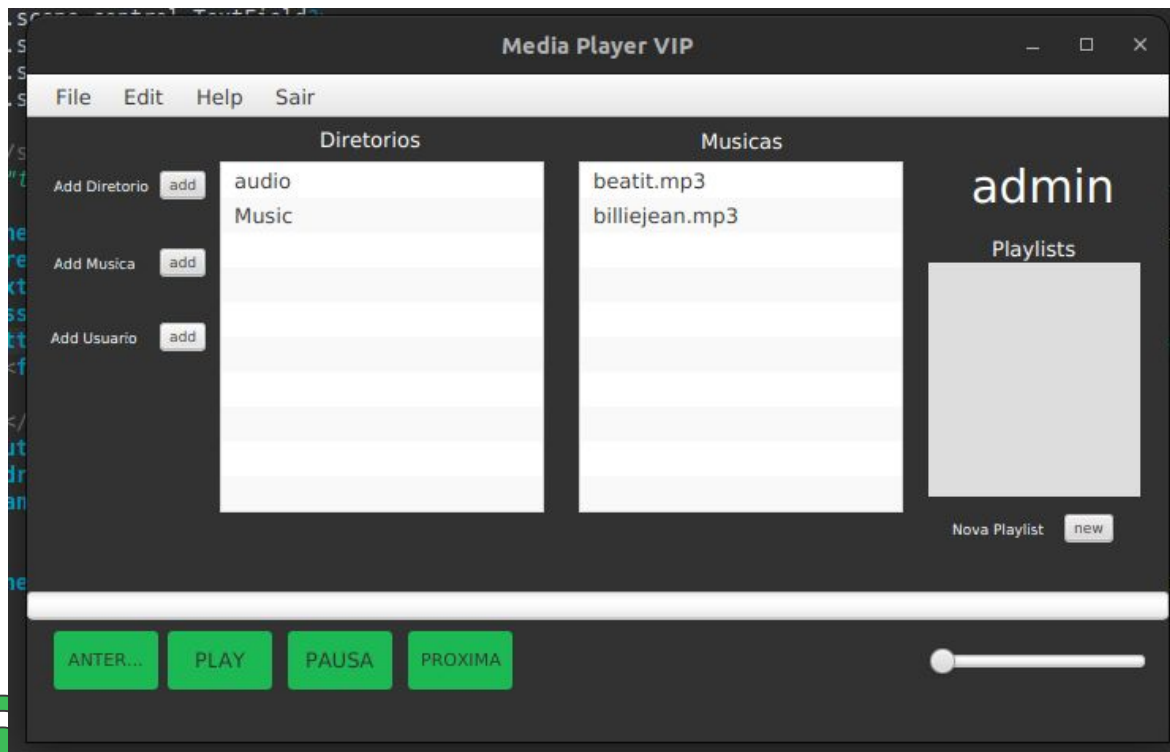 Media Player VIP
File Edit Help Sair
Diretorios
Musicas
Add Diretorio add
Add Musica add
Add Usuario add
audio
Music
beatit.mp3
billiejean.mp3
admin
Playlists
Nova Playlist new
ANTER... PLAY PAUSA PROXIMA